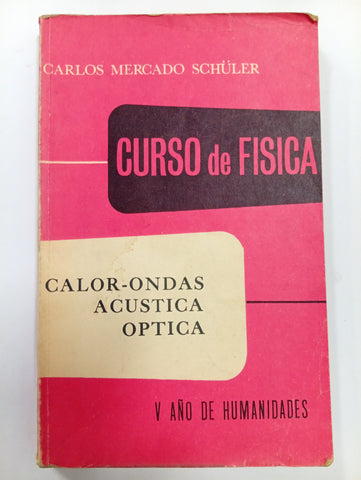 CARLOS MERCADO SCHÜLER
CURSO de FISICA
CALOR-ONDAS
ACUSTICA
OPTICA
V AÑO DE HUMANIDADES